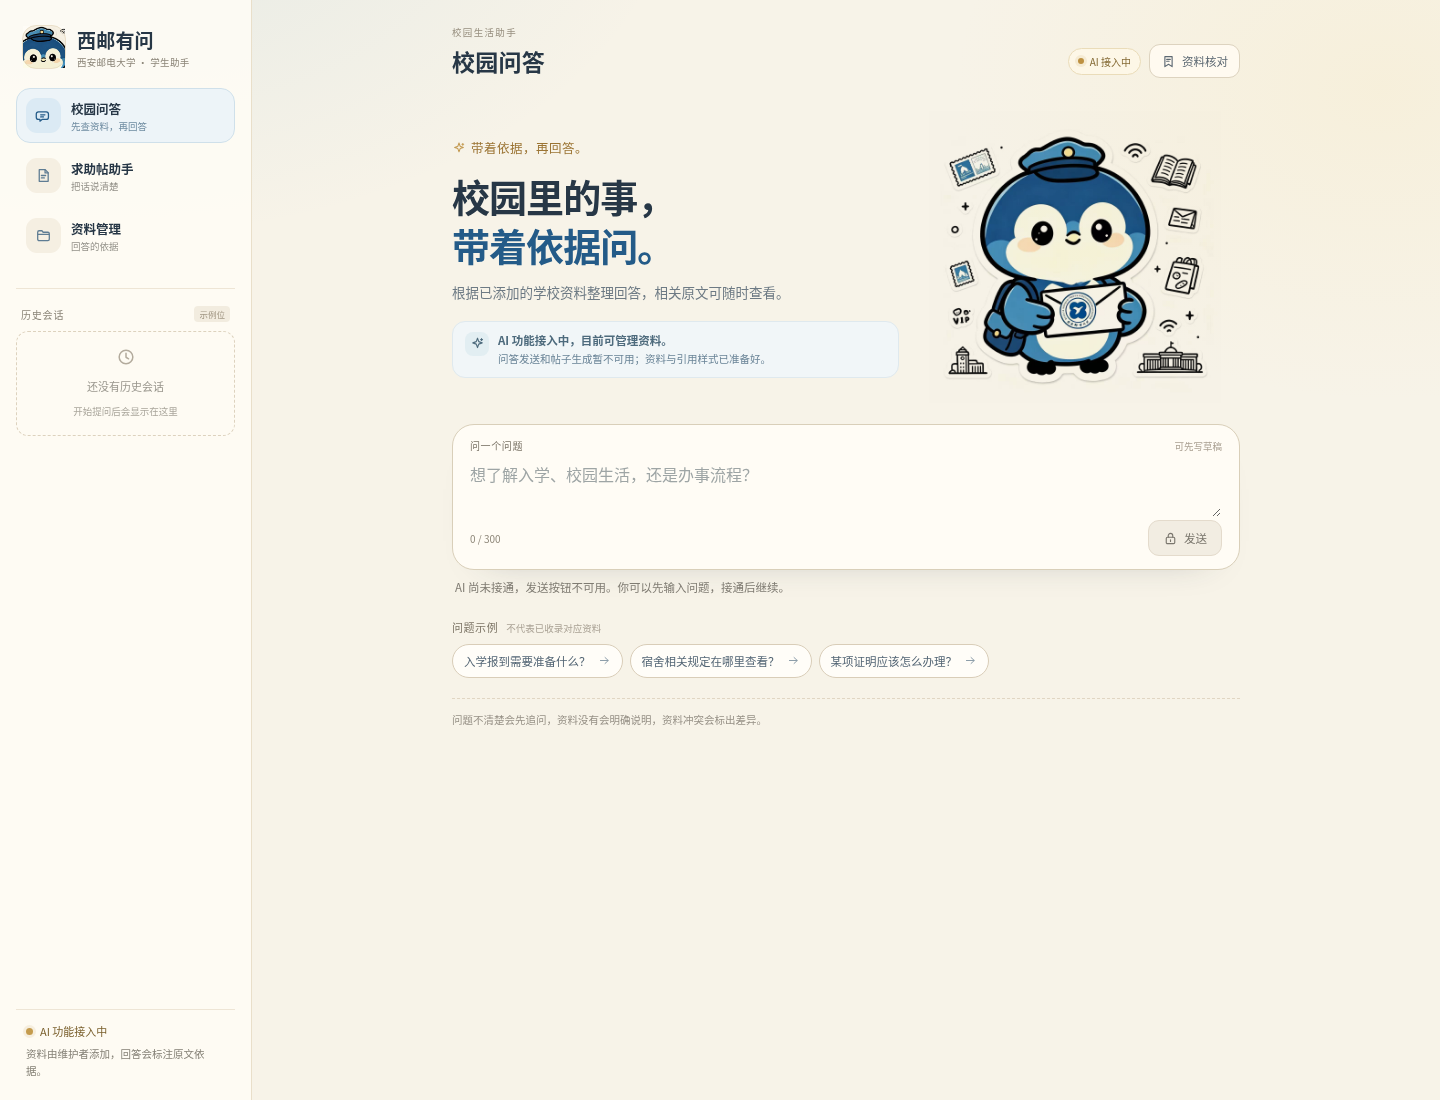 西邮有问
西安邮电大学 · 学生助手
校园问答
先查资料，再回答
求助帖助手
把话说清楚
资料管理
回答的依据
历史会话
示例位
还没有历史会话
开始提问后会显示在这里
AI 功能接入中
资料由维护者添加，回答会标注原文依
据。
校园生活助手
校园问答
AI 接入中
资料核对
带着依据，再回答。
校园里的事，
带着依据问。
根据已添加的学校资料整理回答，相关原文可随时查看。
AI 功能接入中，目前可管理资料。
问答发送和帖子生成暂不可用；资料与引用样式已准备好。
VIP
问一个问题
可先写草稿
想了解入学、校园生活，还是办事流程？
0 / 300
发送
AI 尚未接通，发送按钮不可用。你可以先输入问题，接通后继续。
问题示例
不代表已收录对应资料
入学报到需要准备什么？ →
宿舍相关规定在哪里查看？ →
某项证明应该怎么办理？ →
问题不清楚会先追问，资料没有会明确说明，资料冲突会标出差异。